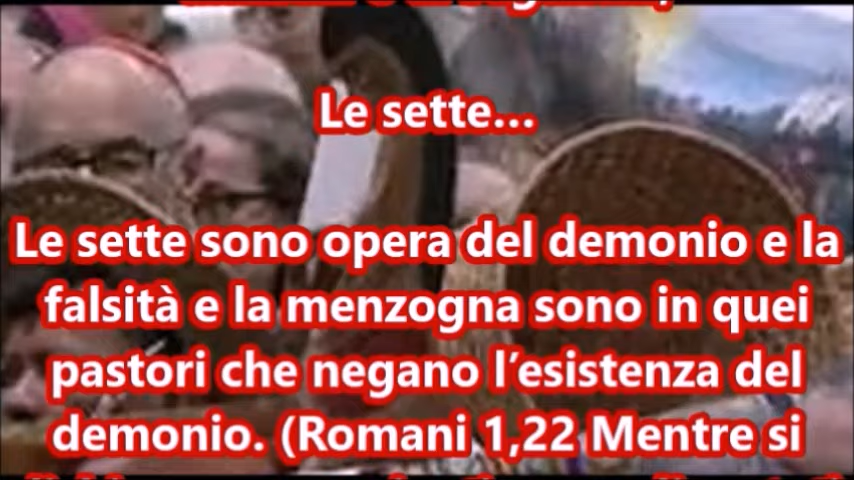 Le sette...
Le sette sono opera del demonio e la
falsità e la menzogna sono in quei
pastori che negano l'esistenza del
demonio. (Romani 1,22 Mentre si